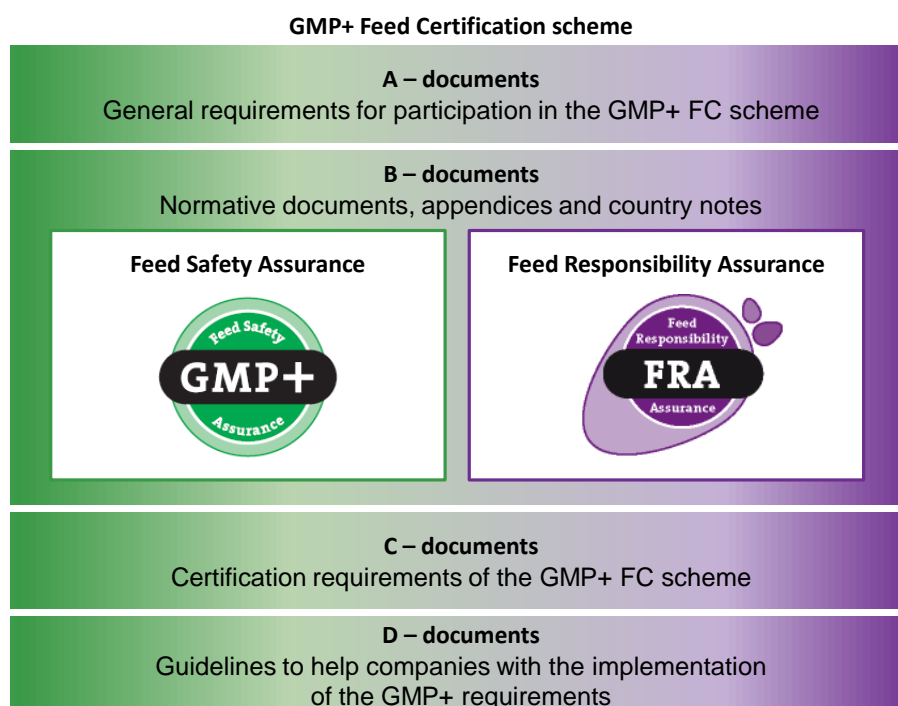 GMP+ Feed Certification scheme
A – documents
General requirements for participation in the GMP+ FC scheme
B – documents
Normative documents, appendices and country notes
Feed Safety Assurance
Feed Safety
GMP+
Assurance
Feed Responsibility Assurance
Feed
Responsibility
FRA
Assurance
C – documents
Certification requirements of the GMP+ FC scheme
D – documents
Guidelines to help companies with the implementation
of the GMP+ requirements